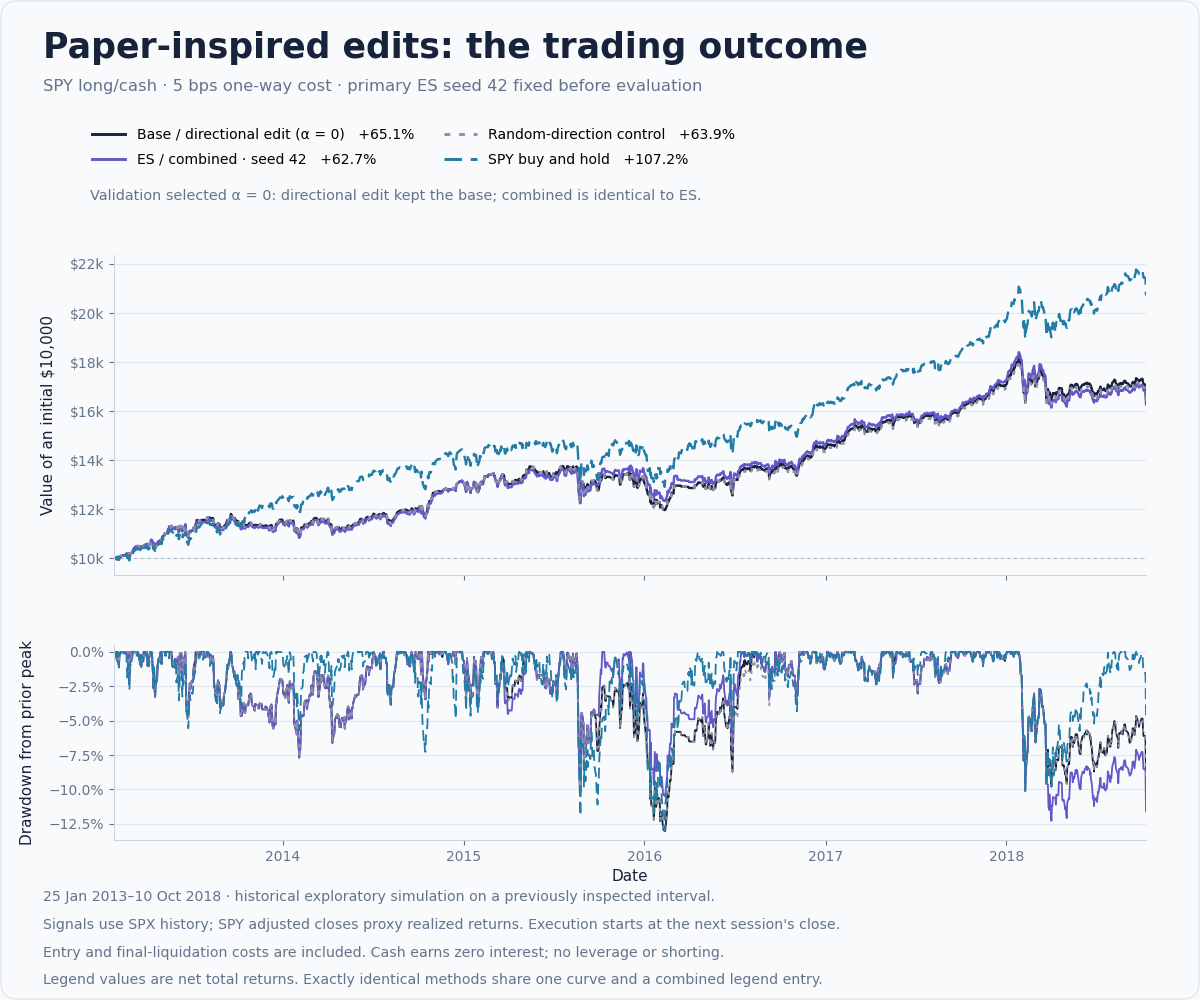 Paper-inspired edits: the trading outcome
SPY long/cash · 5 bps one-way cost · primary ES seed 42 fixed before evaluation
Base / directional edit (α = 0) +65.1%
Random-direction control +63.9%
ES / combined · seed 42 +62.7%
SPY buy and hold +107.2%
Validation selected α = 0: directional edit kept the base; combined is identical to ES.
Value of an initial $10,000
$22k
$20k
$18k
$16k
$14k
$12k
$10k
Drawdown from prior peak
0.0%
−2.5%
−5.0%
−7.5%
−10.0%
−12.5%
2014
2015
2016
2017
2018
Date
25 Jan 2013–10 Oct 2018 · historical exploratory simulation on a previously inspected interval.
Signals use SPX history; SPY adjusted closes proxy realized returns. Execution starts at the next session's close.
Entry and final-liquidation costs are included. Cash earns zero interest; no leverage or shorting.
Legend values are net total returns. Exactly identical methods share one curve and a combined legend entry.